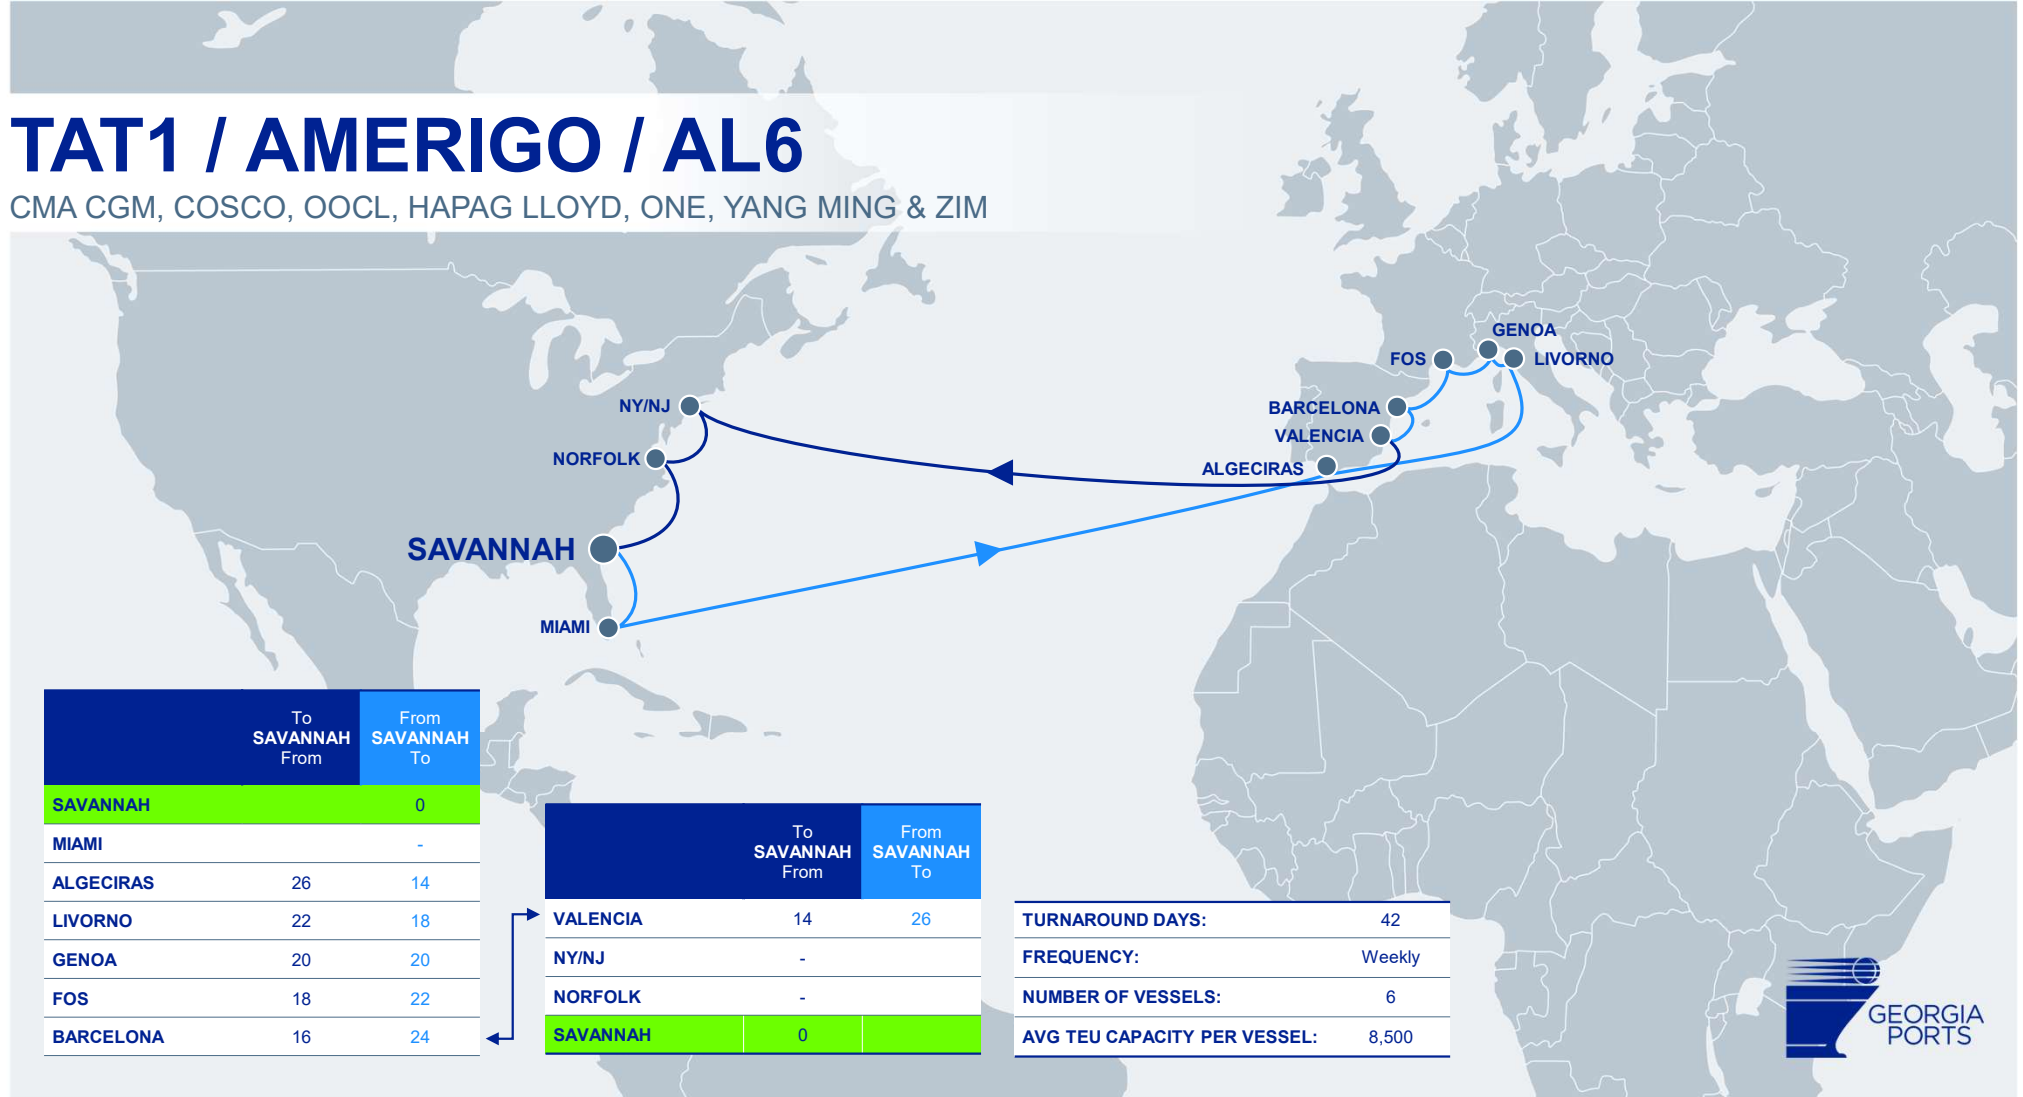 TAT1 / AMERIGO / AL6
CMA CGM, COSCO, OOCL, HAPAG LLOYD, ONE, YANG MING & ZIM
GENOA
FOS
LIVORNO
NY/NJ
BARCELONA
VALENCIA
NORFOLK
ALGECIRAS
SAVANNAH
MIAMI
To SAVANNAH From
From SAVANNAH To
SAVANNAH 0
MIAMI -
ALGECIRAS 26 14
LIVORNO 22 18
GENOA 20 20
FOS 18 22
BARCELONA 16 24
To SAVANNAH From
From SAVANNAH To
VALENCIA 14 26
NY/NJ -
NORFOLK -
SAVANNAH 0
TURNAROUND DAYS: 42
FREQUENCY: Weekly
NUMBER OF VESSELS: 6
AVG TEU CAPACITY PER VESSEL: 8,500
GEORGIA
PORTS